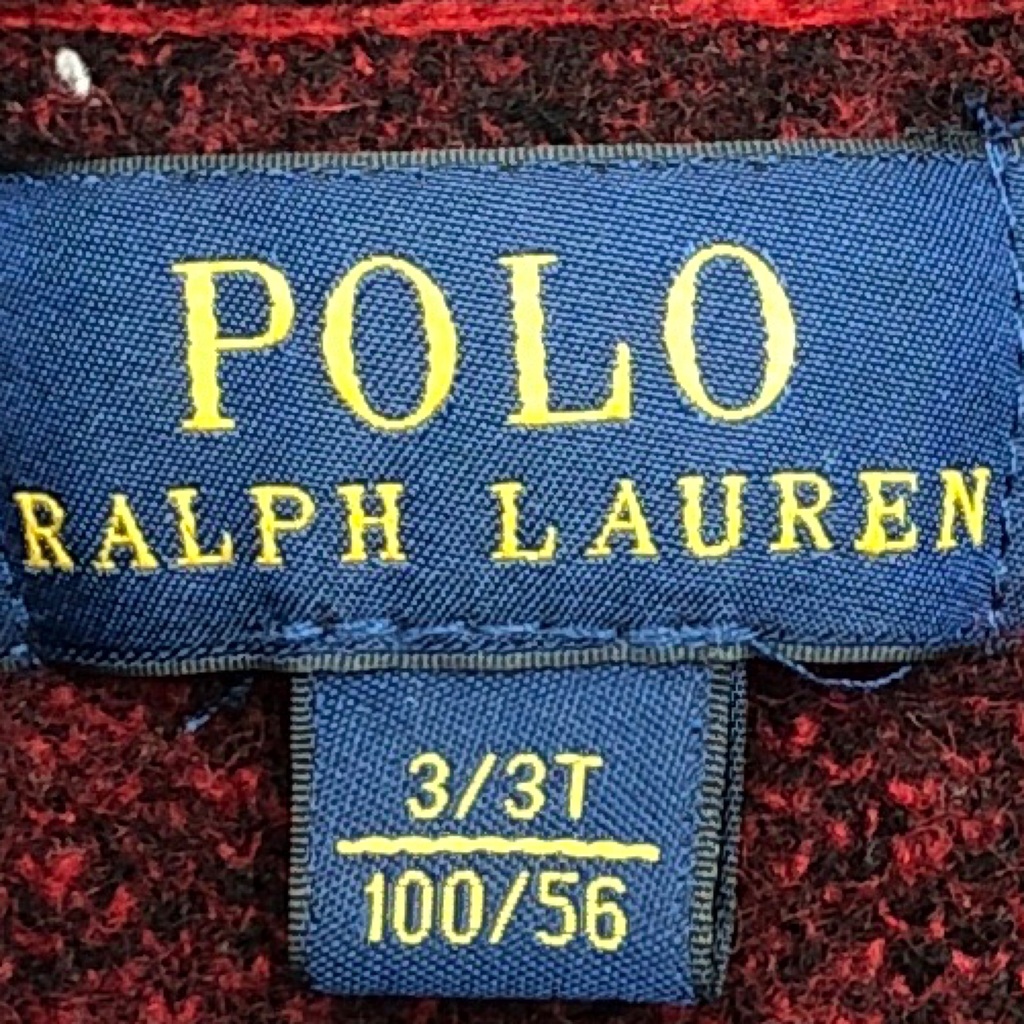 POLO
RALPH LAUREN
3/3T
100/56